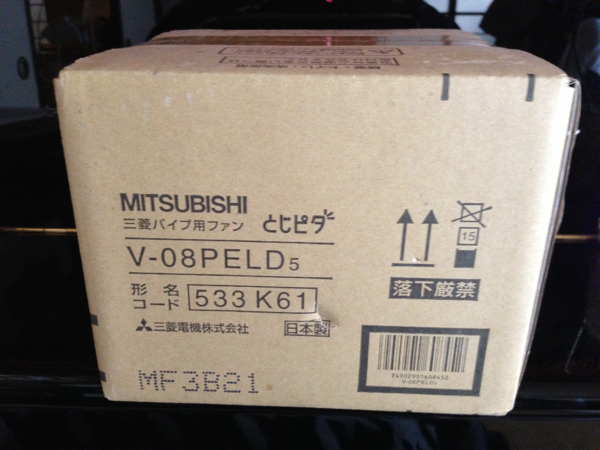 MITSUBISHI
三菱パイプ用ファン とじピタ
V-08PELD5
形名
コード 533 K61
三菱電機株式会社 日本製
MF3B21
15
落下厳禁
V-08PELD5